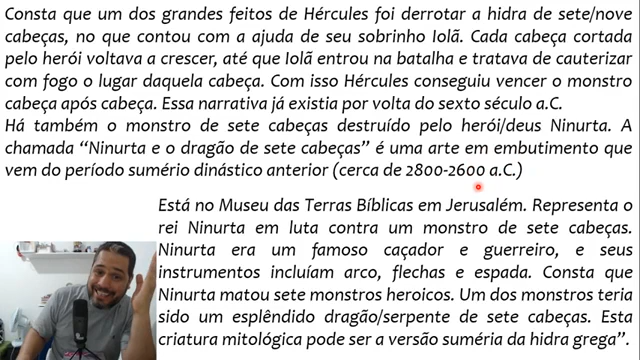 Consta que um dos grandes feitos de Hércules foi derrotar a hidra de sete/nove
cabeças, no que contou com a ajuda de seu sobrinho Iolã. Cada cabeça cortada
pelo herói voltava a crescer, até que Iolã entrou na batalha e tratava de cauterizar
com fogo o lugar daquela cabeça. Com isso Hércules conseguiu vencer o monstro
cabeça após cabeça. Essa narrativa já existia por volta do sexto século a.C.
Há também o monstro de sete cabeças destruído pelo herói/deus Ninurta. A
chamada “Ninurta e o dragão de sete cabeças” é uma arte em embutimento que
vem do período sumério dinástico anterior (cerca de 2800-2600 a.C.)
Está no Museu das Terras Bíblicas em Jerusalém. Representa o
rei Ninurta em luta contra um monstro de sete cabeças.
Ninurta era um famoso caçador e guerreiro, e seus
instrumentos incluíam arco, flechas e espada. Consta que
Ninurta matou sete monstros heroicos. Um dos monstros teria
sido um esplêndido dragão/serpente de sete cabeças. Esta
criatura mitológica pode ser a versão suméria da hidra grega”.